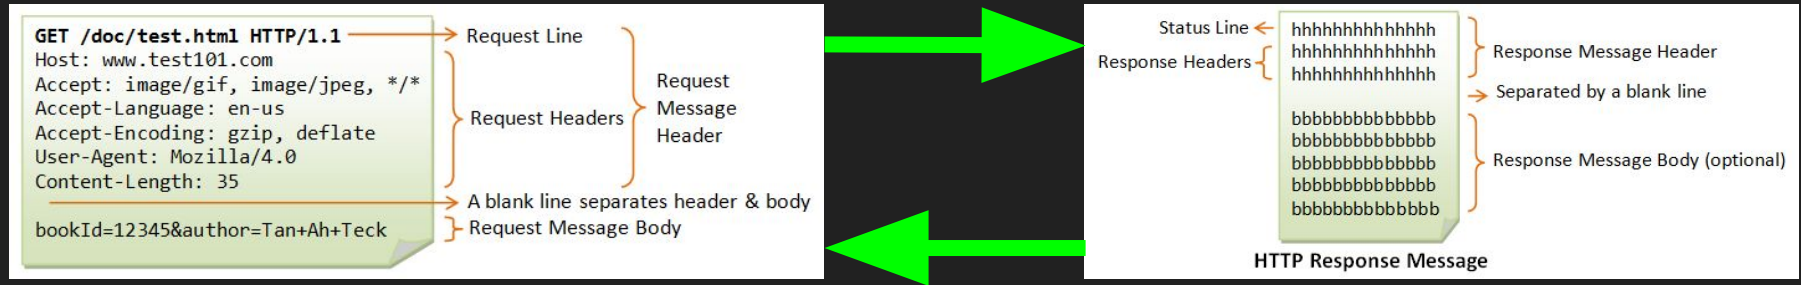 GET /doc/test.html HTTP/1.1
Host: www.test101.com
Accept: image/gif, image/jpeg, */*
Accept-Language: en-us
Accept-Encoding: gzip, deflate
User-Agent: Mozilla/4.0
Content-Length: 35
bookId=12345&author=Tan+Ah+Teck
Request Line
Request Headers
Request
Message
Header
A blank line separates header & body
Request Message Body
Status Line
Response Headers
hhhhhhhhhhhhhh
hhhhhhhhhhhhhh
hhhhhhhhhhhhhh
bbbbbbbbbbbbbb
bbbbbbbbbbbbbb
bbbbbbbbbbbbbb
bbbbbbbbbbbbbb
bbbbbbbbbbbbbb
Response Message Header
Separated by a blank line
Response Message Body (optional)
HTTP Response Message